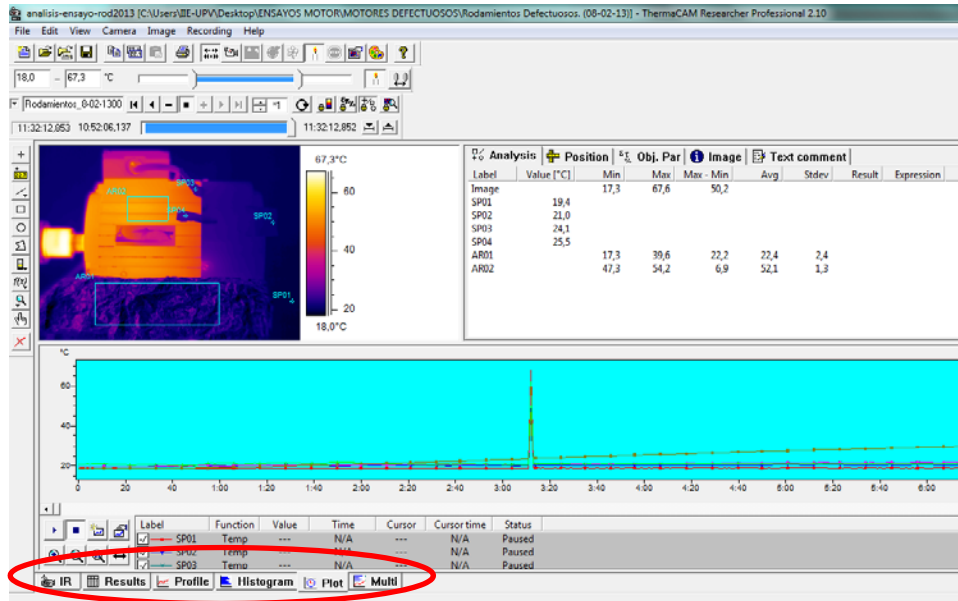 analisis-ensayo-rod2013 [C:\Users\IIE-UPV\Desktop\ENSAYOS MOTOR\MOTORES DEFECTUOSOS\Rodamientos Defectuosos. (08-02-13)] - ThermaCAM Researcher Professional 2.10
File Edit View Camera Image Recording Help
18,0 - 67,3 °C
Rodamientos_8-02-1300
11:32:12,853 10:52:06,137 11:32:12,852
67,3°C
60
40
20
18,0°C
AR02
SP03
SP04
SP02
AR01
SP01
Analysis Position Obj. Par Image Text comment
Label Value [°C] Min Max Max - Min Avg Stdev Result Expression
Image 17,3 67,6 50,2
SP01 19,4
SP02 21,0
SP03 24,1
SP04 25,5
AR01 17,3 39,6 22,2 22,4 2,4
AR02 47,3 54,2 6,9 52,1 1,3
°C
60
40
20
0 20 40 1:00 1:20 1:40 2:00 2:20 2:40 3:00 3:20 3:40 4:00 4:20 4:40 5:00 5:20 5:40 6:00
Label Function Value Time Cursor Cursor time Status
SP01 Temp --- N/A --- N/A Paused
SP02 Temp --- N/A --- N/A Paused
SP03 Temp --- N/A --- N/A Paused
IR Results Profile Histogram Plot Multi